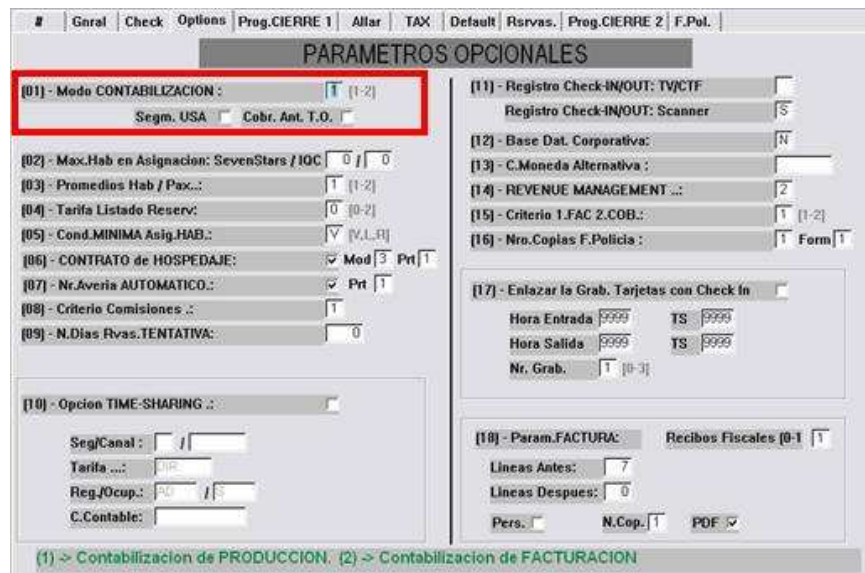 # Gnral Check Options Prog.CIERRE 1 Allar TAX Default Rsrvas. Prog.CIERRE 2 F.Pol.
PARAMETROS OPCIONALES
[01] - Modo CONTABILIZACION : 1 [1-2]
Segm. USA Cobr. Ant. T.O.
[02] - Max.Hab en Asignacion: SevenStars / IQC 0 / 0
[03] - Promedios Hab / Pax..: 1 [1-2]
[04] - Tarifa Listado Reserv: 0 [0-2]
[05] - Cond.MINIMA Asig.HAB.: V [V,L,R]
[06] - CONTRATO de HOSPEDAJE: Mod 3 Prt 1
[07] - Nr.Averia AUTOMATICO.: Prt 1
[08] - Criterio Comisiones .: 1
[09] - N.Dias Rvas.TENTATIVA: 0
[10] - Opcion TIME-SHARING .:
Seg/Canal : /
Tarifa ...: DIR
Reg./Ocup.: AD / S
C.Contable:
[11] - Registro Check-IN/OUT: TV/CTF
Registro Check-IN/OUT: Scanner S
[12] - Base Dat. Corporativa: N
[13] - C.Moneda Alternativa :
[14] - REVENUE MANAGEMENT ..: 2
[15] - Criterio 1.FAC 2.COB.: 1 [1-2]
[16] - Nro.Copias F.Policia : 1 Form 1
[17] - Enlazar la Grab. Tarjetas con Check In
Hora Entrada 9999 TS 9999
Hora Salida 9999 TS 9999
Nr. Grab. 1 [0-3]
[18] - Param.FACTURA: Recibos Fiscales [0-1 1
Lineas Antes: 7
Lineas Despues: 0
Pers. N.Cop. 1 PDF
(1) -> Contabilizacion de PRODUCCION. (2) -> Contabilizacion de FACTURACION